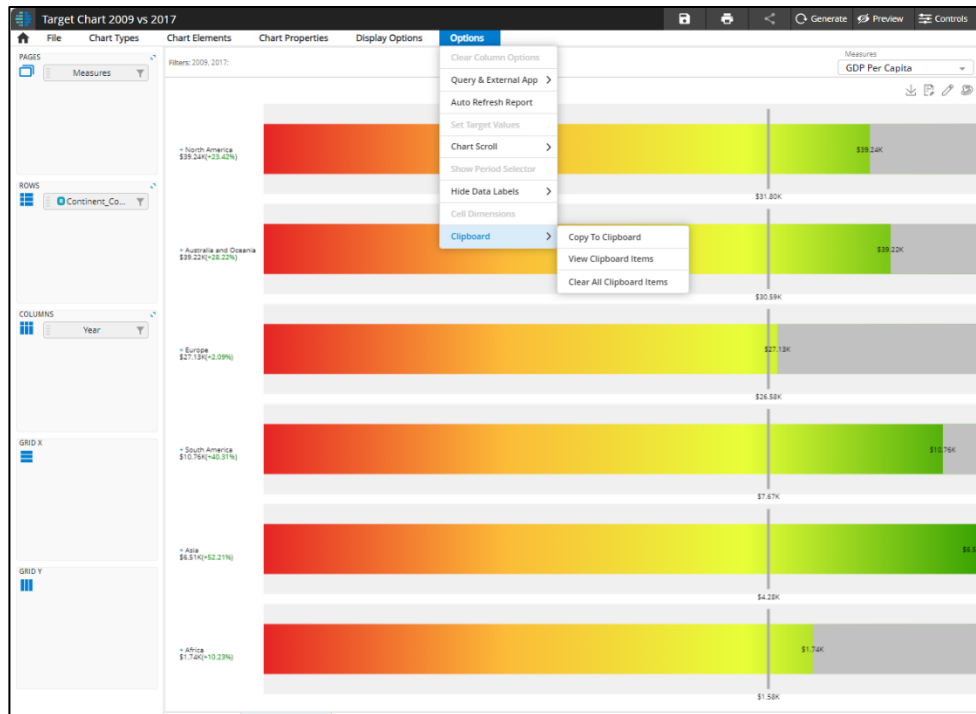 Target Chart 2009 vs 2017
Generate
Preview
Controls
File
Chart Types
Chart Elements
Chart Properties
Display Options
Options
PAGES
Measures
ROWS
Continent_Co...
COLUMNS
Year
GRID X
GRID Y
Filters: 2009, 2017:
Measures
GDP Per Capita
Clear Column Options
Query & External App
Auto Refresh Report
Set Target Values
Chart Scroll
Show Period Selector
Hide Data Labels
Cell Dimensions
Clipboard
Copy To Clipboard
View Clipboard Items
Clear All Clipboard Items
+ North America
$39.24K(+23.42%)
$39.24K
$31.80K
+ Australia and Oceania
$39.22K(+28.22%)
$39.22K
$30.59K
+ Europe
$27.13K(+2.09%)
$27.13K
$26.58K
+ South America
$10.76K(+40.31%)
$10.76K
$7.67K
+ Asia
$6.51K(+52.21%)
$6.5
$4.28K
+ Africa
$1.74K(+10.23%)
$1.74K
$1.58K